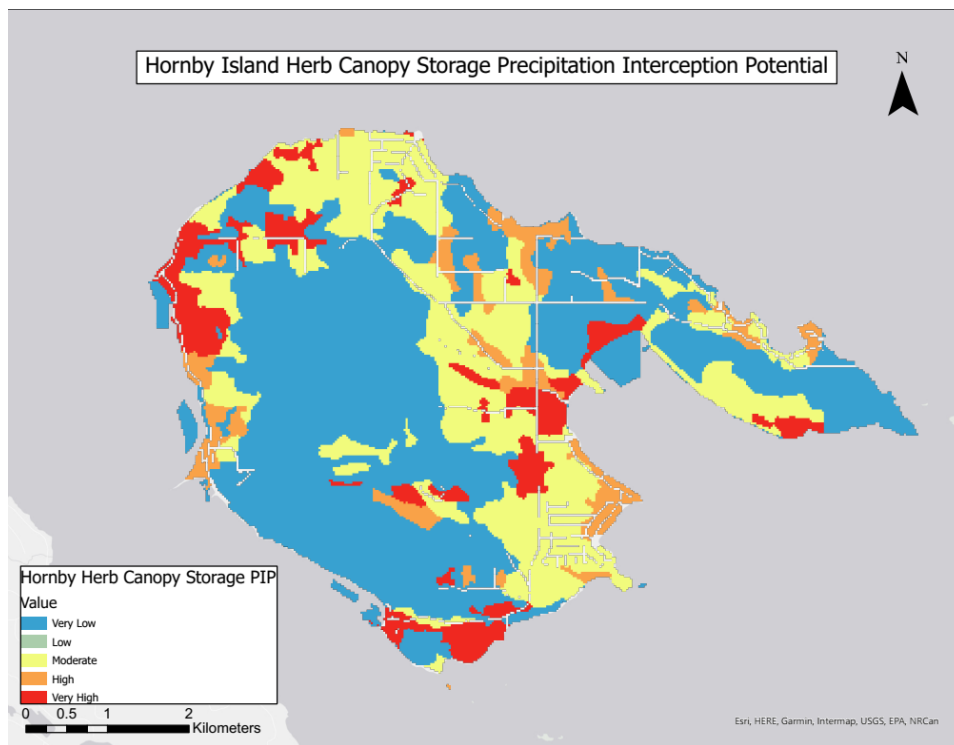 Hornby Island Herb Canopy Storage Precipitation Interception Potential
N
Hornby Herb Canopy Storage PIP
Value
Very Low
Low
Moderate
High
Very High
0 0.5 1 2
Kilometers
Esri, HERE, Garmin, Intermap, USGS, EPA, NRCan